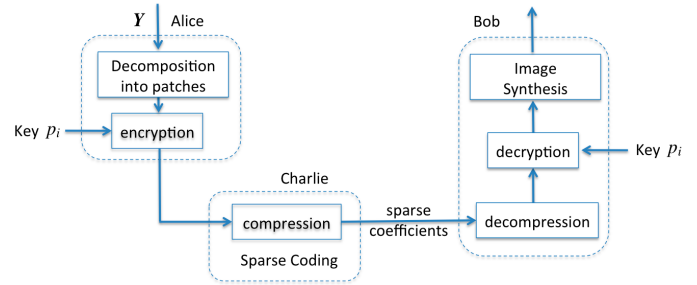 Y Alice
Decomposition
into patches
Key p_i
encryption
Charlie
compression
Sparse Coding
sparse
coefficients
Bob
Image
Synthesis
decryption
Key p_i
decompression